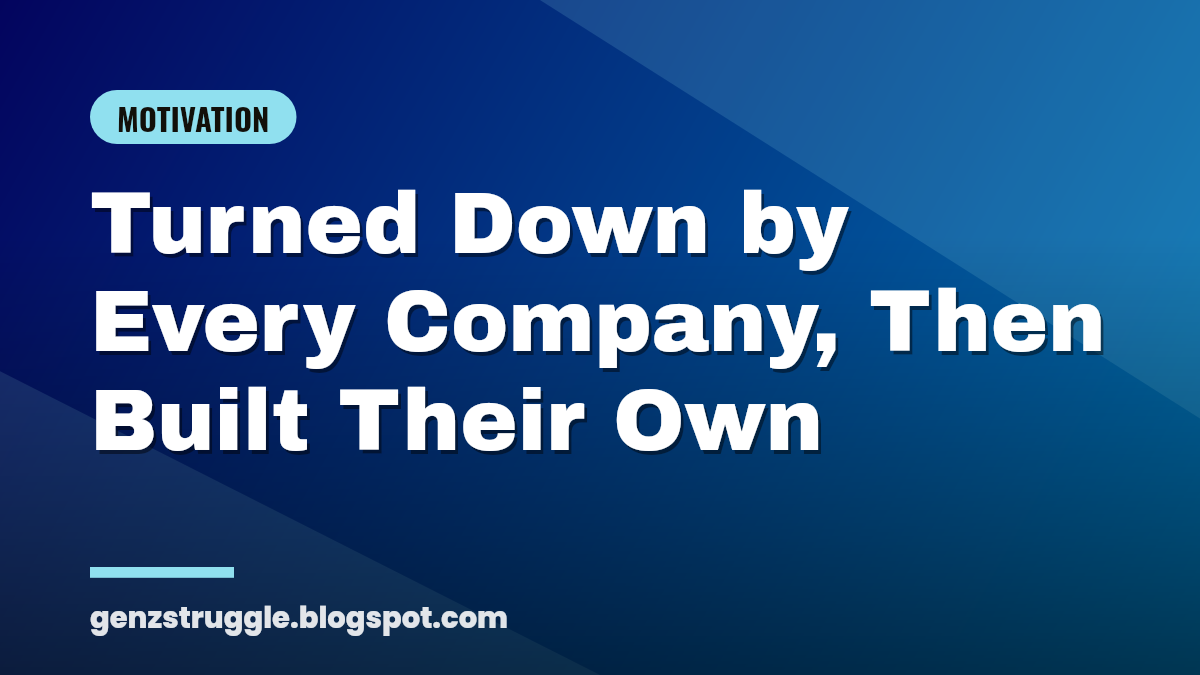 MOTIVATION
Turned Down by
Every Company, Then
Built Their Own
genzstruggle.blogspot.com